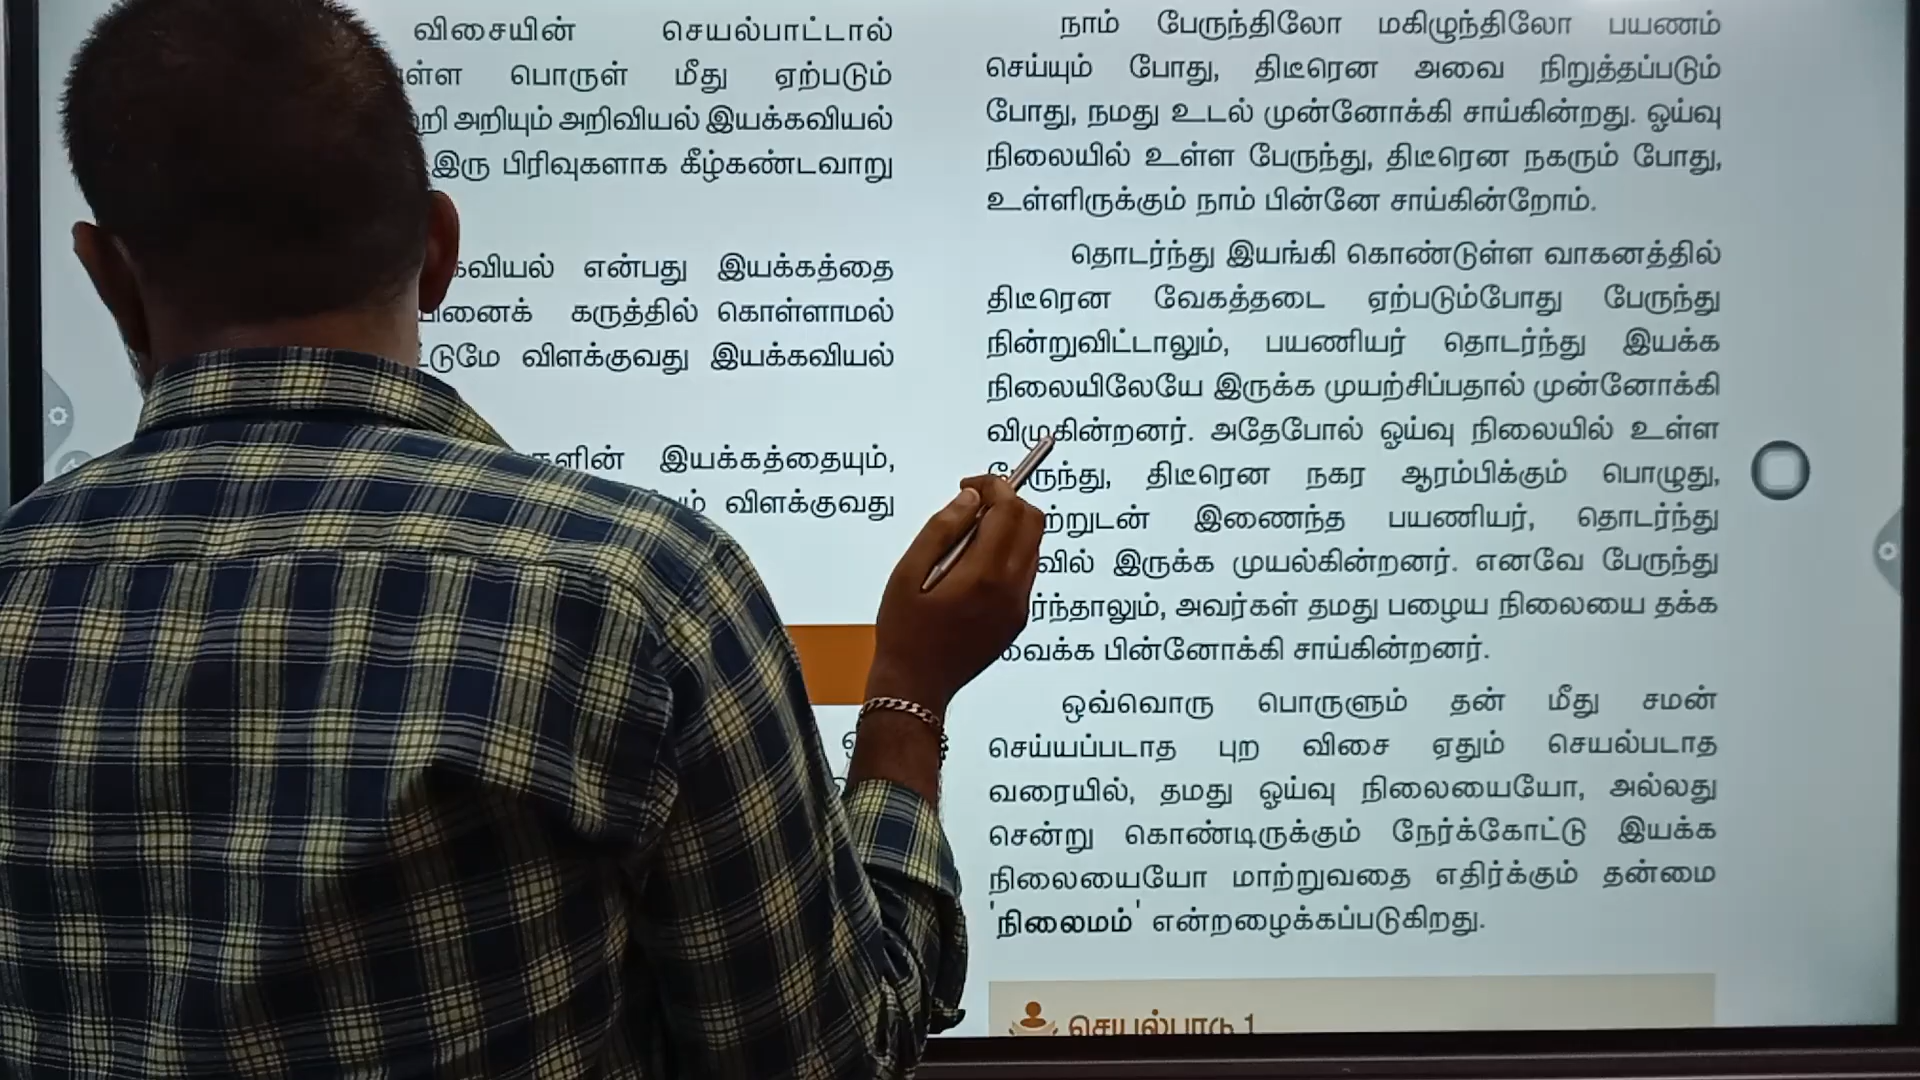 விசையின் செயல்பாட்டால்
பொருள் மீது ஏற்படும்
அறியும் அறிவியல் இயக்கவியல்
இரு பிரிவுகளாக கீழ்கண்டவாறு
என்பது இயக்கத்தை
கருத்தில் கொள்ளாமல்
விளக்குவது இயக்கவியல்
இயக்கத்தையும்,
விளக்குவது
நாம் பேருந்திலோ மகிழுந்திலோ பயணம்
செய்யும் போது, திடீரென அவை நிறுத்தப்படும்
போது, நமது உடல் முன்னோக்கி சாய்கின்றது. ஓய்வு
நிலையில் உள்ள பேருந்து, திடீரென நகரும் போது,
உள்ளிருக்கும் நாம் பின்னே சாய்கின்றோம்.
தொடர்ந்து இயங்கி கொண்டுள்ள வாகனத்தில்
திடீரென வேகத்தடை ஏற்படும்போது பேருந்து
நின்றுவிட்டாலும், பயணியர் தொடர்ந்து இயக்க
நிலையிலேயே இருக்க முயற்சிப்பதால் முன்னோக்கி
விழுகின்றனர். அதேபோல் ஓய்வு நிலையில் உள்ள
பேருந்து, திடீரென நகர ஆரம்பிக்கும் பொழுது,
இணைந்த பயணியர், தொடர்ந்து
இருக்க முயல்கின்றனர். எனவே பேருந்து
அவர்கள் தமது பழைய நிலையை தக்க
வைக்க பின்னோக்கி சாய்கின்றனர்.
ஒவ்வொரு பொருளும் தன் மீது சமன்
செய்யப்படாத புற விசை ஏதும் செயல்படாத
வரையில், தமது ஓய்வு நிலையையோ, அல்லது
சென்று கொண்டிருக்கும் நேர்க்கோட்டு இயக்க
நிலையையோ மாற்றுவதை எதிர்க்கும் தன்மை
'நிலைமம்' என்றழைக்கப்படுகிறது.
செயல்பாடு 1